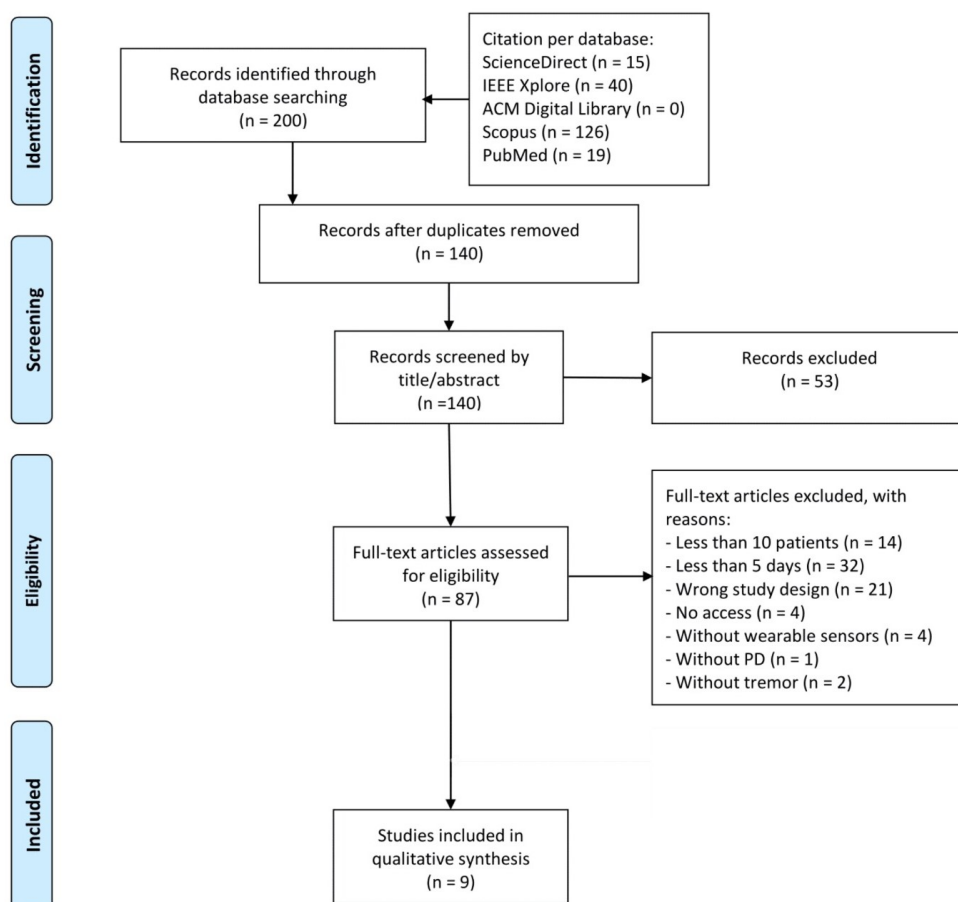 Identification
Records identified through
database searching
(n = 200)
Citation per database:
ScienceDirect (n = 15)
IEEE Xplore (n = 40)
ACM Digital Library (n = 0)
Scopus (n = 126)
PubMed (n = 19)
Records after duplicates removed
(n = 140)
Screening
Records screened by
title/abstract
(n =140)
Records excluded
(n = 53)
Eligibility
Full-text articles assessed
for eligibility
(n = 87)
Full-text articles excluded, with
reasons:
- Less than 10 patients (n = 14)
- Less than 5 days (n = 32)
- Wrong study design (n = 21)
- No access (n = 4)
- Without wearable sensors (n = 4)
- Without PD (n = 1)
- Without tremor (n = 2)
Included
Studies included in
qualitative synthesis
(n = 9)